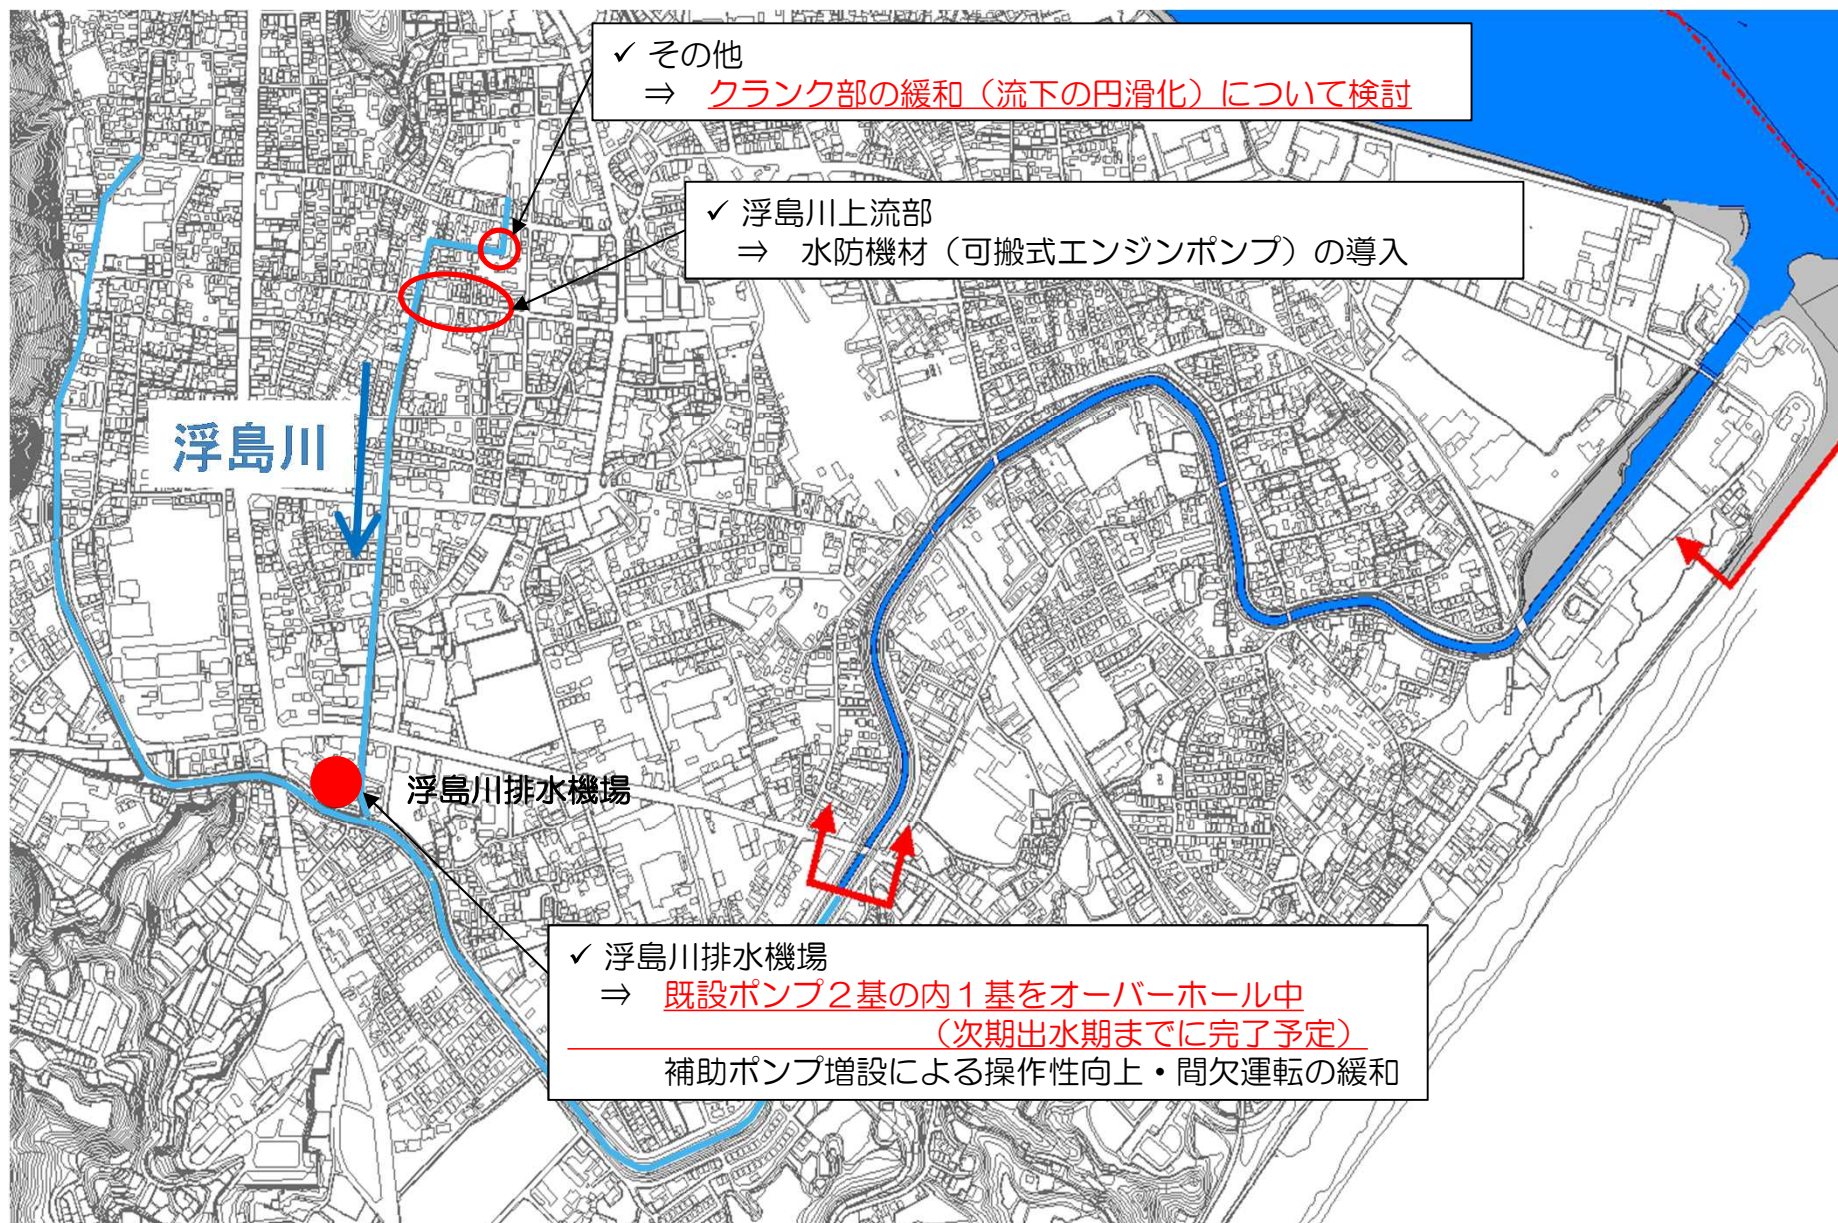 ✓ その他
⇒ クランク部の緩和（流下の円滑化）について検討
✓ 浮島川上流部
⇒ 水防機材（可搬式エンジンポンプ）の導入
浮島川
浮島川排水機場
✓ 浮島川排水機場
⇒ 既設ポンプ２基の内１基をオーバーホール中
（次期出水期までに完了予定）
補助ポンプ増設による操作性向上・間欠運転の緩和